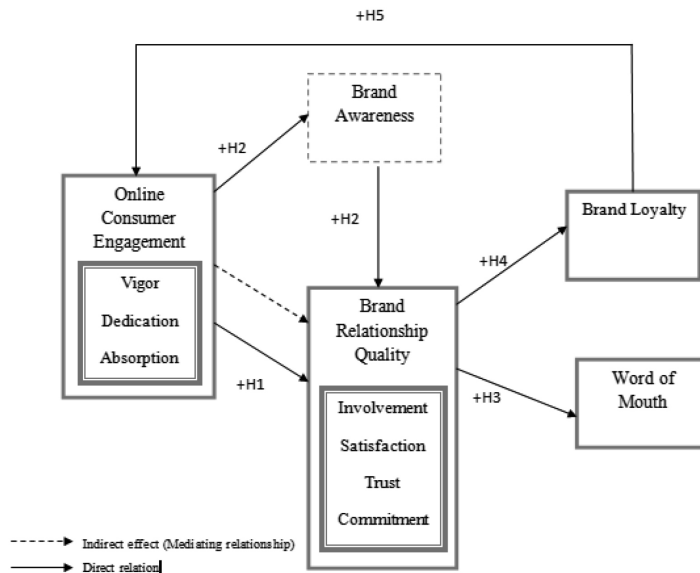 +H5
Brand
Awareness
+H2
Online
Consumer
Engagement
Vigor
Dedication
Absorption
+H2
Brand Loyalty
+H4
Brand
Relationship
Quality
+H1
Involvement
Satisfaction
Trust
Commitment
+H3
Word of
Mouth
Indirect effect (Mediating relationship)
Direct relation